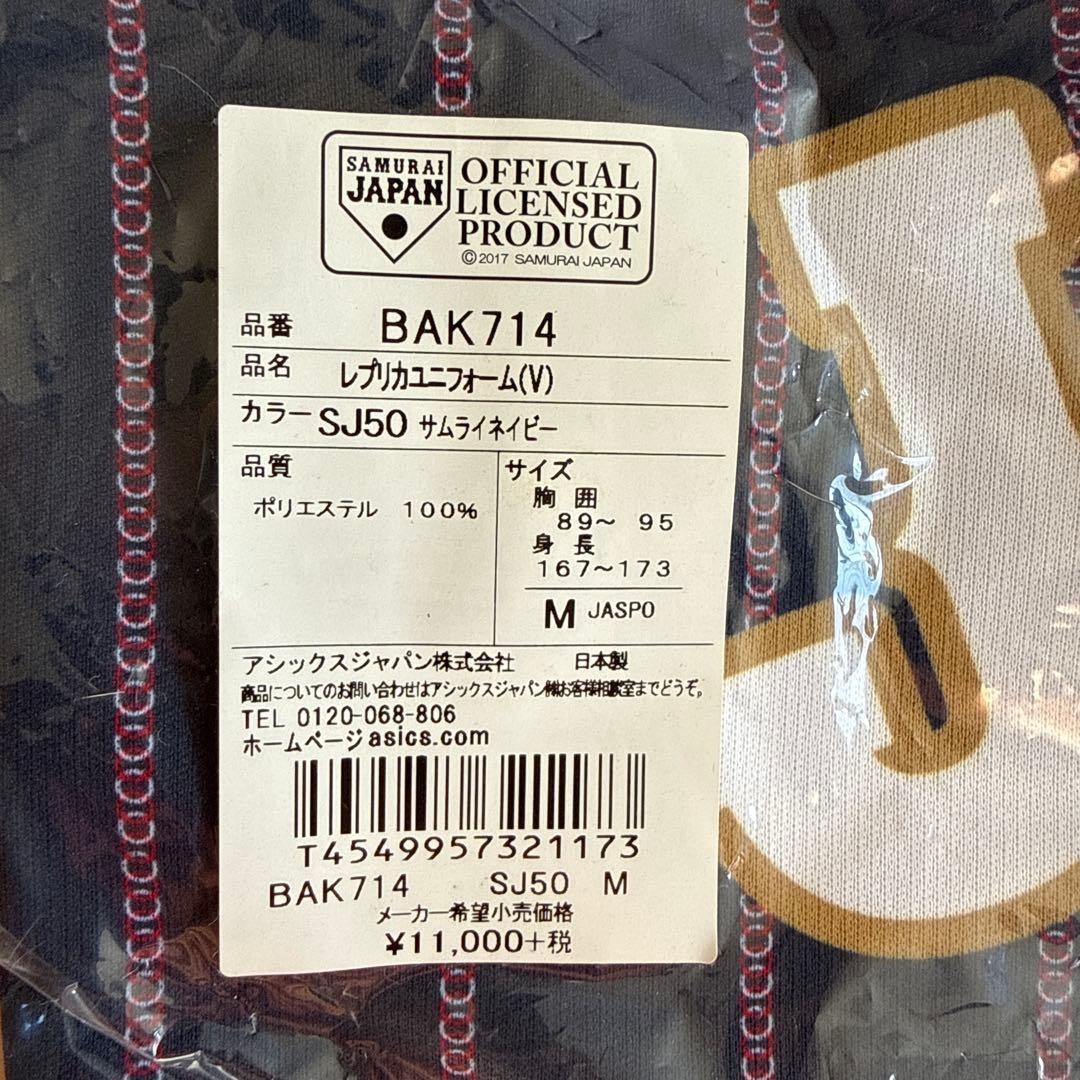 SAMURAI
JAPAN
OFFICIAL
LICENSED
PRODUCT
©2017 SAMURAI JAPAN
品番 BAK714
品名 レプリカユニフォーム(V)
カラー SJ50 サムライネイビー
品質
ポリエステル 100%
サイズ
胸 囲
89～ 95
身 長
167～173
M JASPO
アシックスジャパン株式会社 日本製
商品についてのお問い合わせはアシックスジャパン㈱お客様相談室までどうぞ。
TEL 0120-068-806
ホームページasics.com
T4549957321173
BAK714 SJ50 M
メーカー希望小売価格
¥11,000+税
J